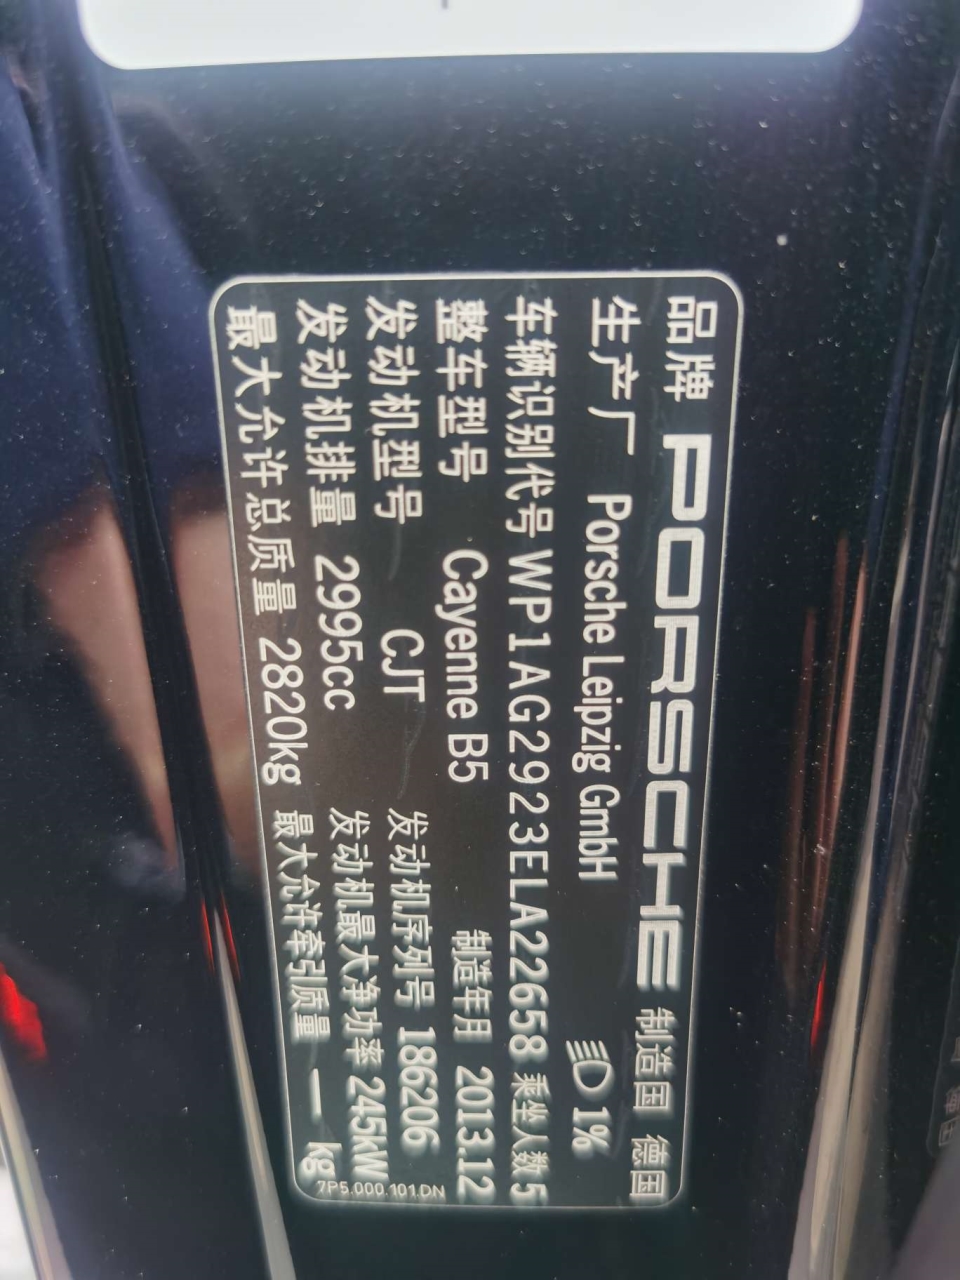 品牌 PORSCHE 制造国 德国
生产厂 Porsche Leipzig GmbH 1%
车辆识别代号 WP1AG2923ELA22658 乘坐人数 5
整车型号 Cayenne B5 制造年月 2013.12
发动机型号 CJT 发动机序列号 186206
发动机排量 2995cc 发动机最大净功率 245kW
最大允许总质量 2820kg 最大允许牵引质量 — kg
7P5.000.101.DN